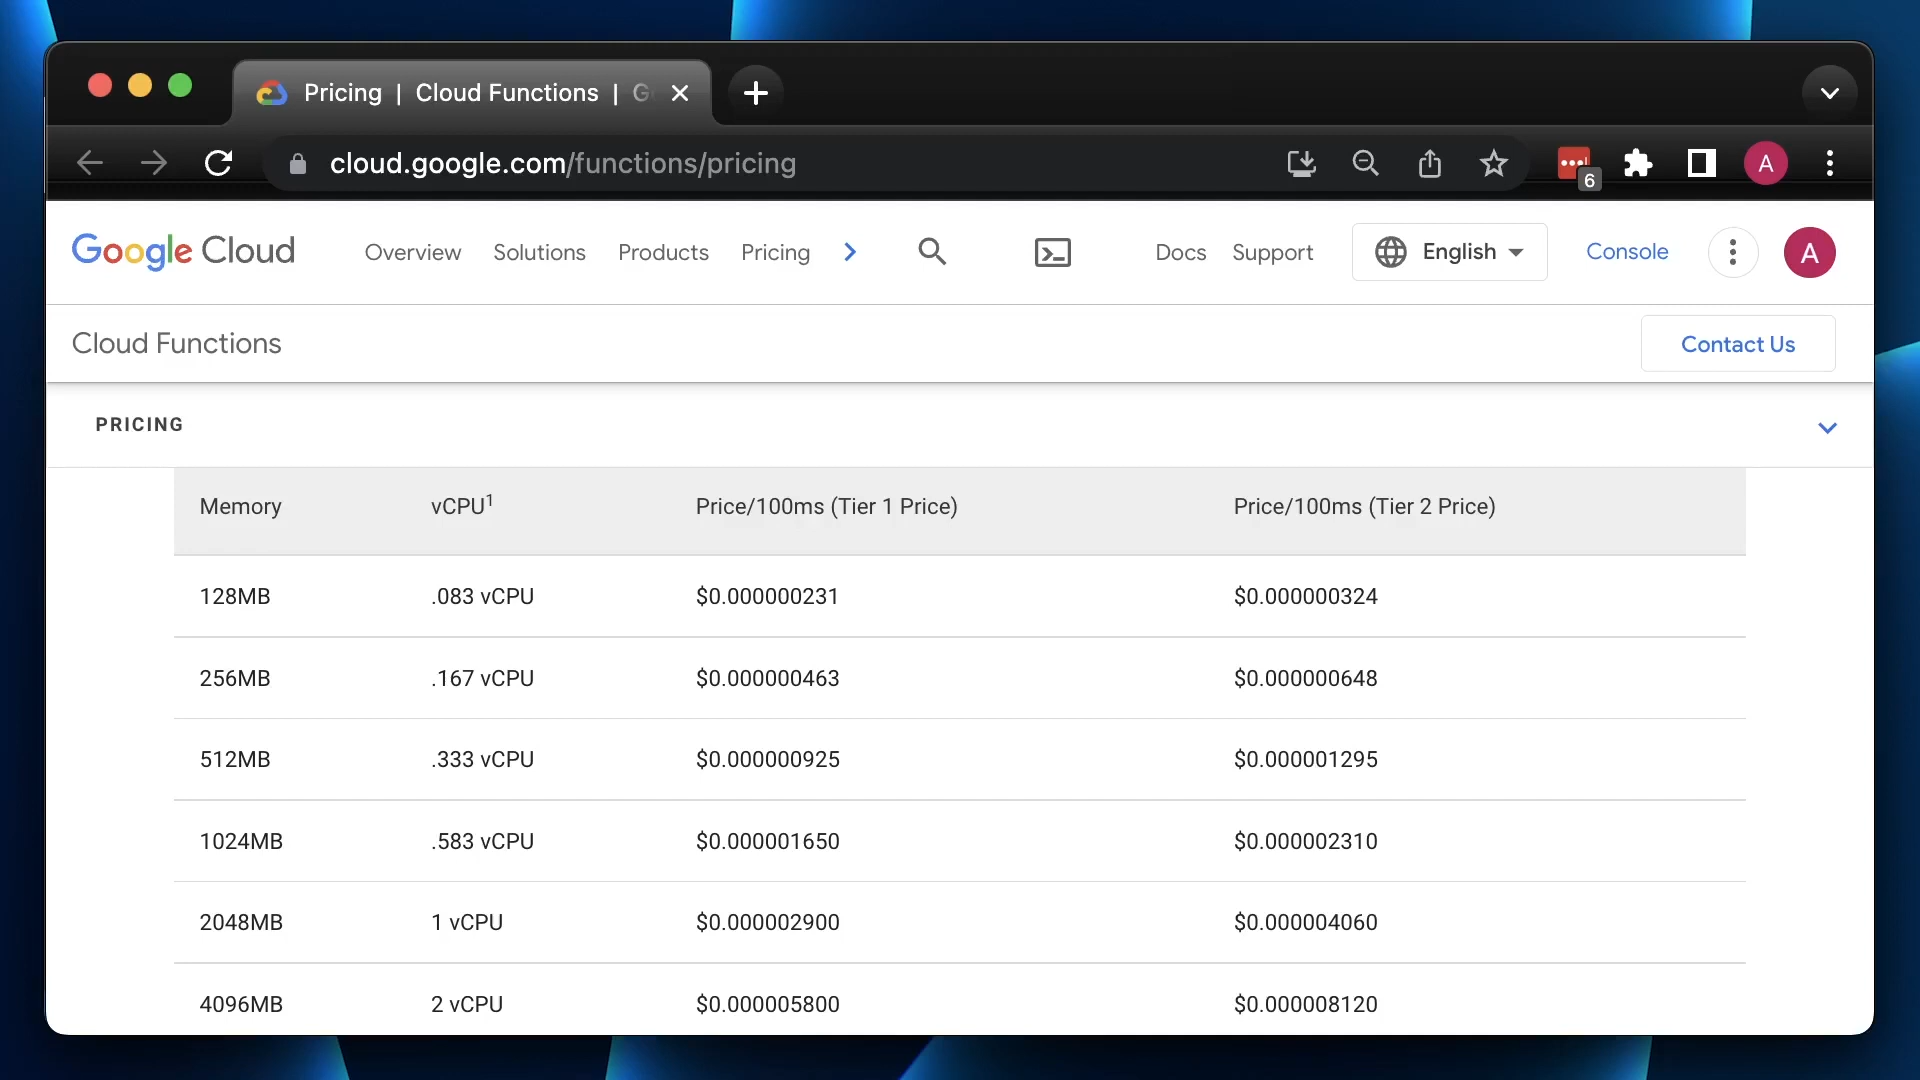 Pricing | Cloud Functions | G
cloud.google.com/functions/pricing
6
A
Google Cloud
Overview
Solutions
Products
Pricing
Docs
Support
English
Console
A
Cloud Functions
Contact Us
PRICING
Memory vCPU1 Price/100ms (Tier 1 Price) Price/100ms (Tier 2 Price)
128MB .083 vCPU $0.000000231 $0.000000324
256MB .167 vCPU $0.000000463 $0.000000648
512MB .333 vCPU $0.000000925 $0.000001295
1024MB .583 vCPU $0.000001650 $0.000002310
2048MB 1 vCPU $0.000002900 $0.000004060
4096MB 2 vCPU $0.000005800 $0.000008120